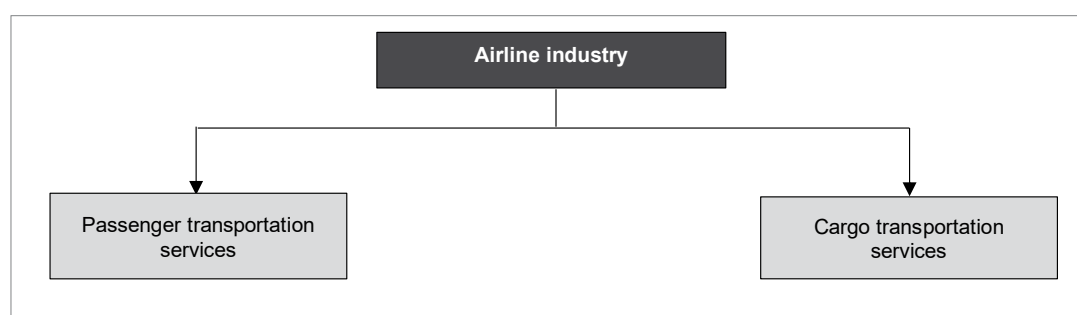 Airline industry
Passenger transportation
services
Cargo transportation
services